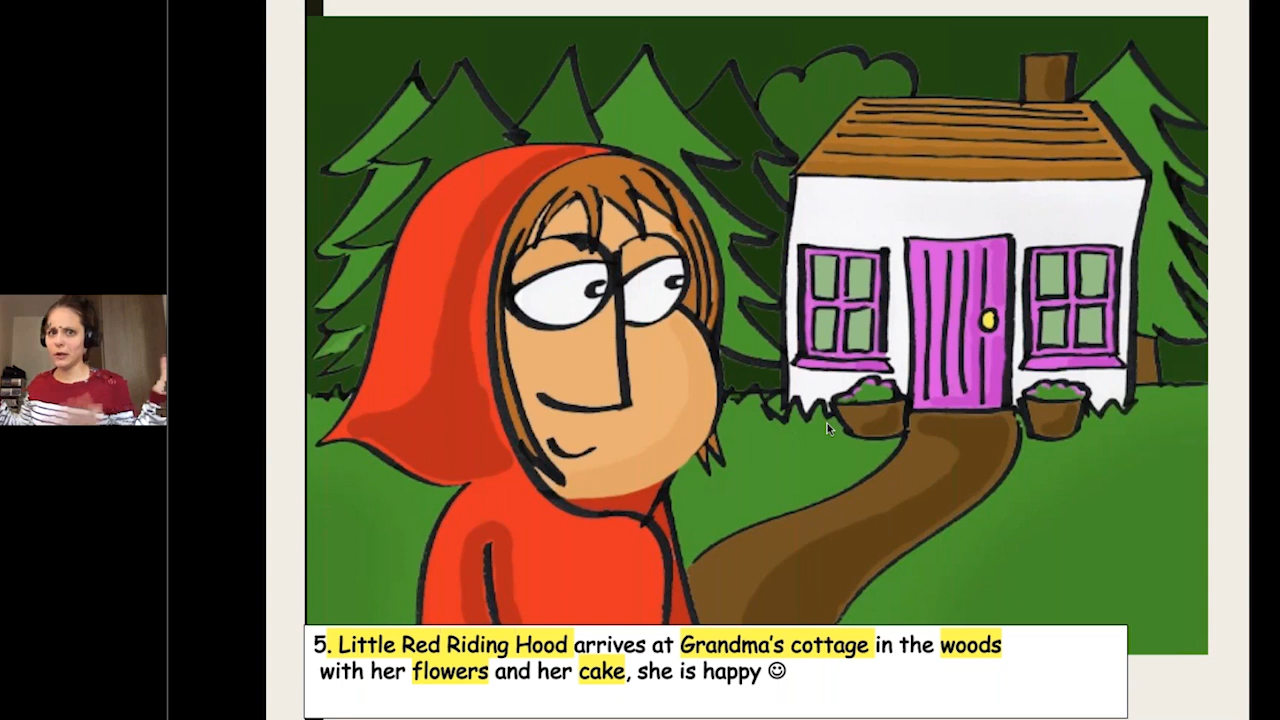 5. Little Red Riding Hood arrives at Grandma's cottage in the woods
with her flowers and her cake, she is happy ☺